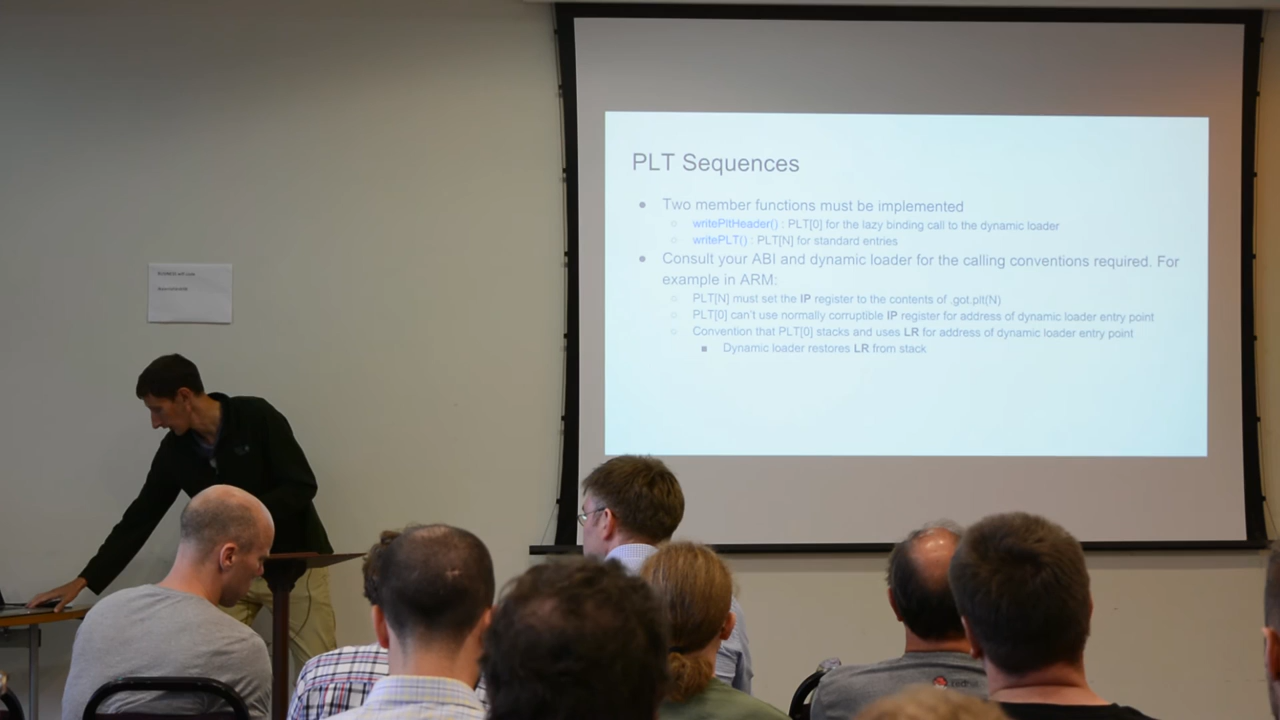 PLT Sequences
● Two member functions must be implemented
○ writePltHeader() : PLT[0] for the lazy binding call to the dynamic loader
○ writePLT() : PLT[N] for standard entries
● Consult your ABI and dynamic loader for the calling conventions required. For
example in ARM:
○ PLT[N] must set the IP register to the contents of .got.plt(N)
○ PLT[0] can't use normally corruptible IP register for address of dynamic loader entry point
○ Convention that PLT[0] stacks and uses LR for address of dynamic loader entry point
■ Dynamic loader restores LR from stack
redhat